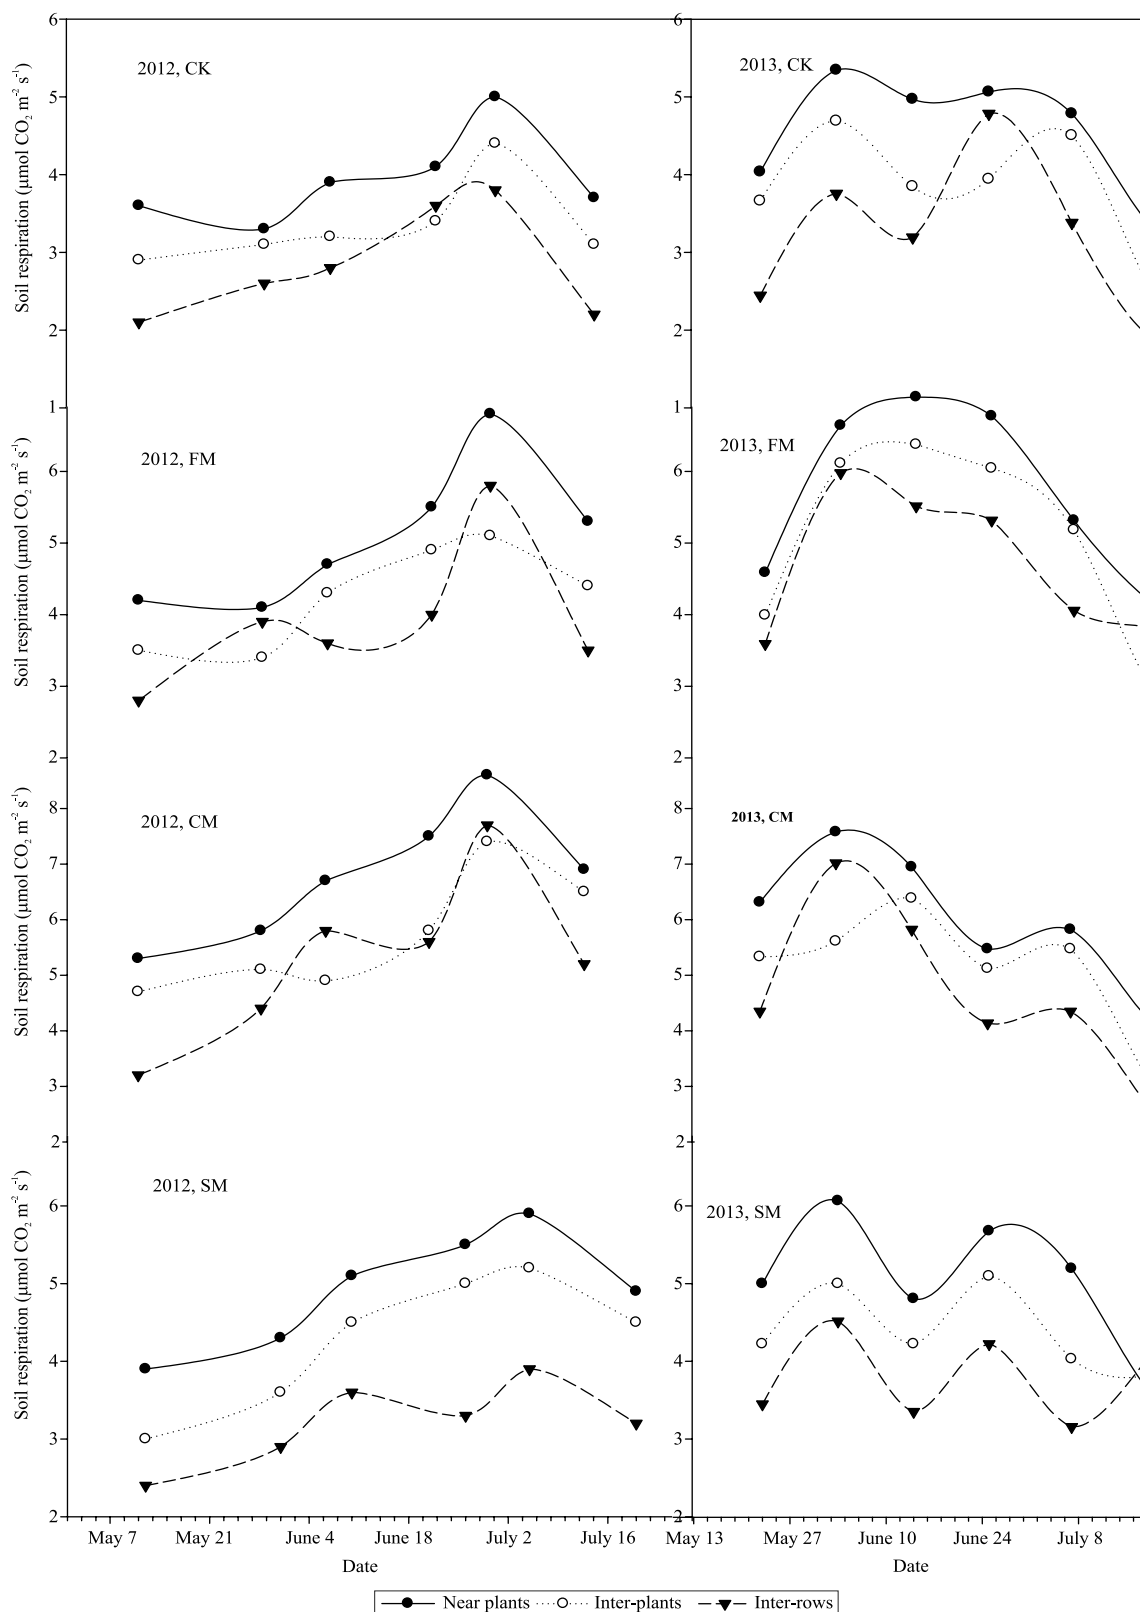 6
5
4
3
2
1
Soil respiration (μmol CO₂ m⁻² s⁻¹)
2012, CK
6
5
4
3
2
1
2013, CK
6
5
4
3
2
Soil respiration (μmol CO₂ m⁻² s⁻¹)
2012, FM
6
5
4
3
2
2013, FM
8
7
6
5
4
3
2
Soil respiration (μmol CO₂ m⁻² s⁻¹)
2012, CM
8
7
6
5
4
3
2
2013, CM
6
5
4
3
2
Soil respiration (μmol CO₂ m⁻² s⁻¹)
2012, SM
6
5
4
3
2
2013, SM
May 7 May 21 June 4 June 18 July 2 July 16
May 13 May 27 June 10 June 24 July 8
Date
Date
Near plants Inter-plants Inter-rows